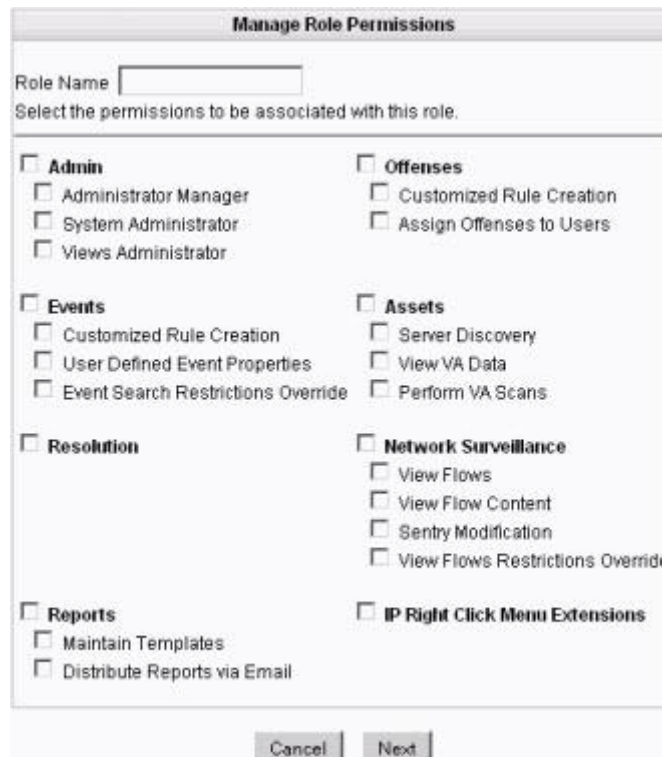 Manage Role Permissions
Role Name
Select the permissions to be associated with this role.
Admin
Administrator Manager
System Administrator
Views Administrator
Offenses
Customized Rule Creation
Assign Offenses to Users
Events
Customized Rule Creation
User Defined Event Properties
Event Search Restrictions Override
Assets
Server Discovery
View VA Data
Perform VA Scans
Resolution
Network Surveillance
View Flows
View Flow Content
Sentry Modification
View Flows Restrictions Override
Reports
Maintain Templates
Distribute Reports via Email
IP Right Click Menu Extensions
Cancel
Next